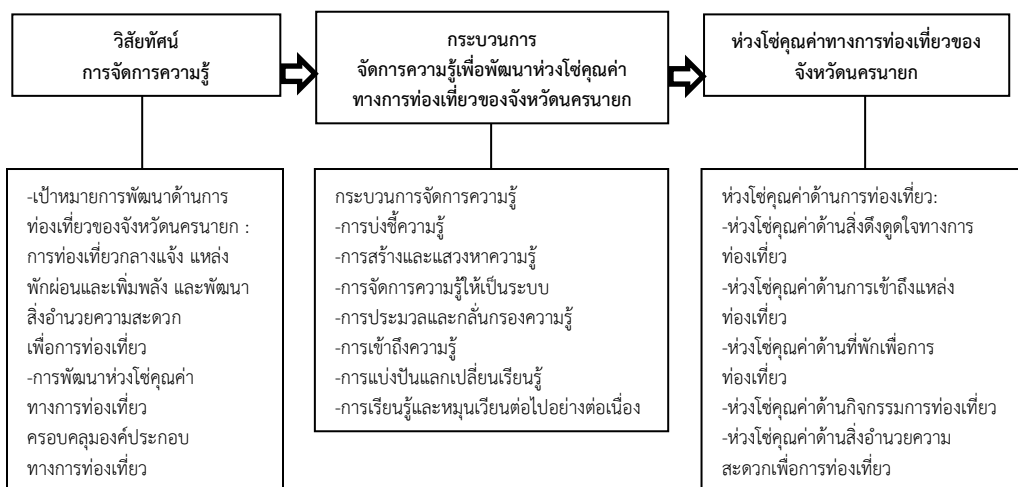 วิสัยทัศน์
การจัดการความรู้
กระบวนการ
จัดการความรู้เพื่อพัฒนาห่วงโซ่คุณค่า
ทางการท่องเที่ยวของจังหวัดนครนายก
ห่วงโซ่คุณค่าทางการท่องเที่ยวของ
จังหวัดนครนายก
-เป้าหมายการพัฒนาด้านการ
ท่องเที่ยวของจังหวัดนครนายก :
การท่องเที่ยวกลางแจ้ง แหล่ง
พักผ่อนและเพิ่มพลัง และพัฒนา
สิ่งอำนวยความสะดวก
เพื่อการท่องเที่ยว
-การพัฒนาห่วงโซ่คุณค่า
ทางการท่องเที่ยว
ครอบคลุมองค์ประกอบ
ทางการท่องเที่ยว
กระบวนการจัดการความรู้
-การบ่งชี้ความรู้
-การสร้างและแสวงหาความรู้
-การจัดการความรู้ให้เป็นระบบ
-การประมวลและกลั่นกรองความรู้
-การเข้าถึงความรู้
-การแบ่งปันแลกเปลี่ยนเรียนรู้
-การเรียนรู้และหมุนเวียนต่อไปอย่างต่อเนื่อง
ห่วงโซ่คุณค่าด้านการท่องเที่ยว:
-ห่วงโซ่คุณค่าด้านสิ่งดึงดูดใจทางการ
ท่องเที่ยว
-ห่วงโซ่คุณค่าด้านการเข้าถึงแหล่ง
ท่องเที่ยว
-ห่วงโซ่คุณค่าด้านที่พักเพื่อการ
ท่องเที่ยว
-ห่วงโซ่คุณค่าด้านกิจกรรมการท่องเที่ยว
-ห่วงโซ่คุณค่าด้านสิ่งอำนวยความ
สะดวกเพื่อการท่องเที่ยว